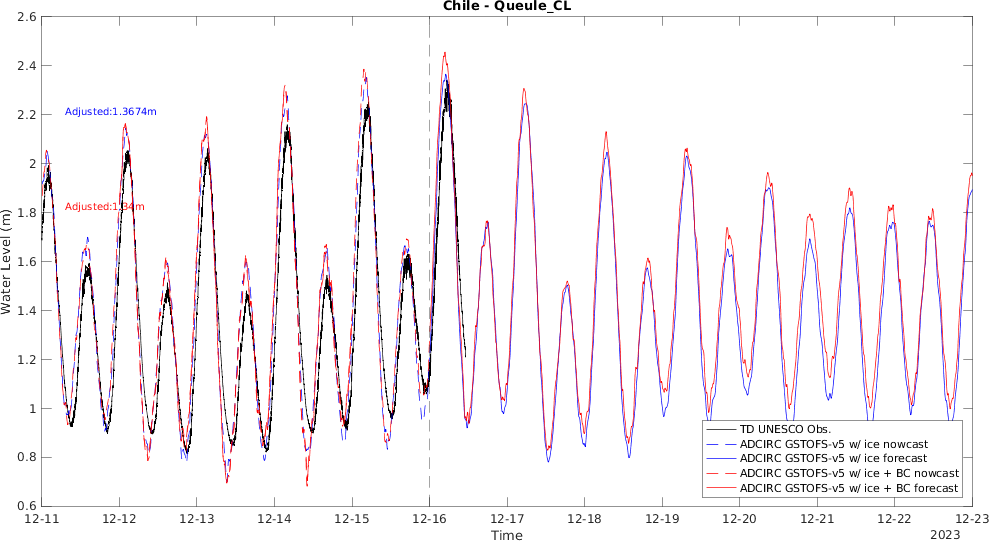 Chile - Queule_CL
2.6
2.4
2.2
2
1.8
1.6
1.4
1.2
1
0.8
0.6
Water Level (m)
Adjusted:1.3674m
Adjusted:1.34m
TD UNESCO Obs.
ADCIRC GSTOFS-v5 w/ ice nowcast
ADCIRC GSTOFS-v5 w/ ice forecast
ADCIRC GSTOFS-v5 w/ ice + BC nowcast
ADCIRC GSTOFS-v5 w/ ice + BC forecast
12-11 12-12 12-13 12-14 12-15 12-16 12-17 12-18 12-19 12-20 12-21 12-22 12-23
Time
2023